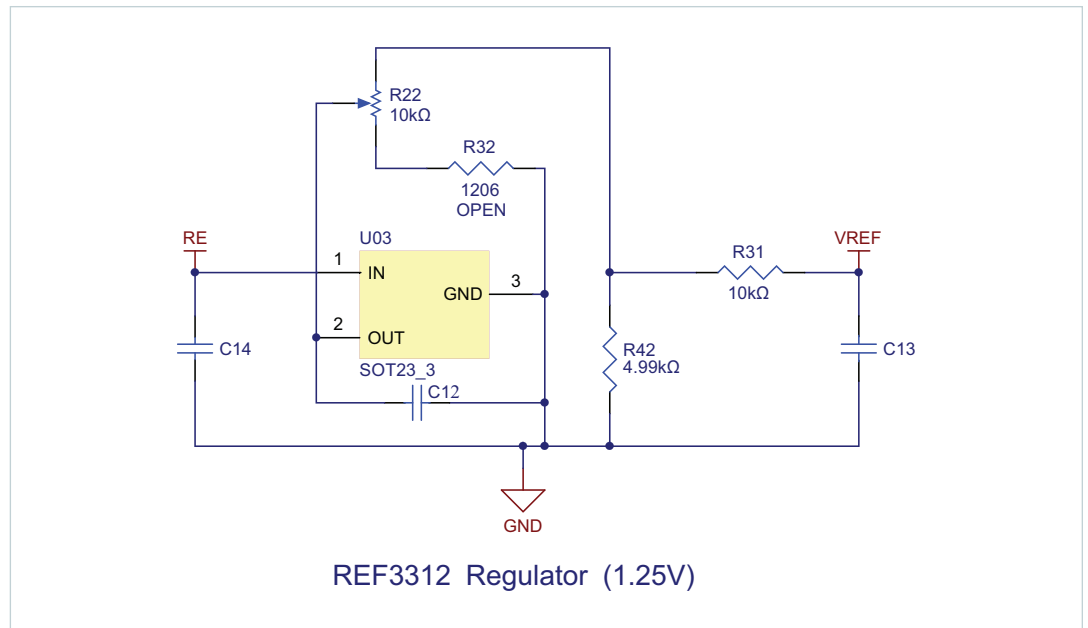 R22
10kΩ
R32
1206
OPEN
RE
U03
VREF
1
IN
R31
GND
3
10kΩ
2
OUT
C14
R42
4.99kΩ
C13
SOT23_3
C12
GND
REF3312 Regulator (1.25V)